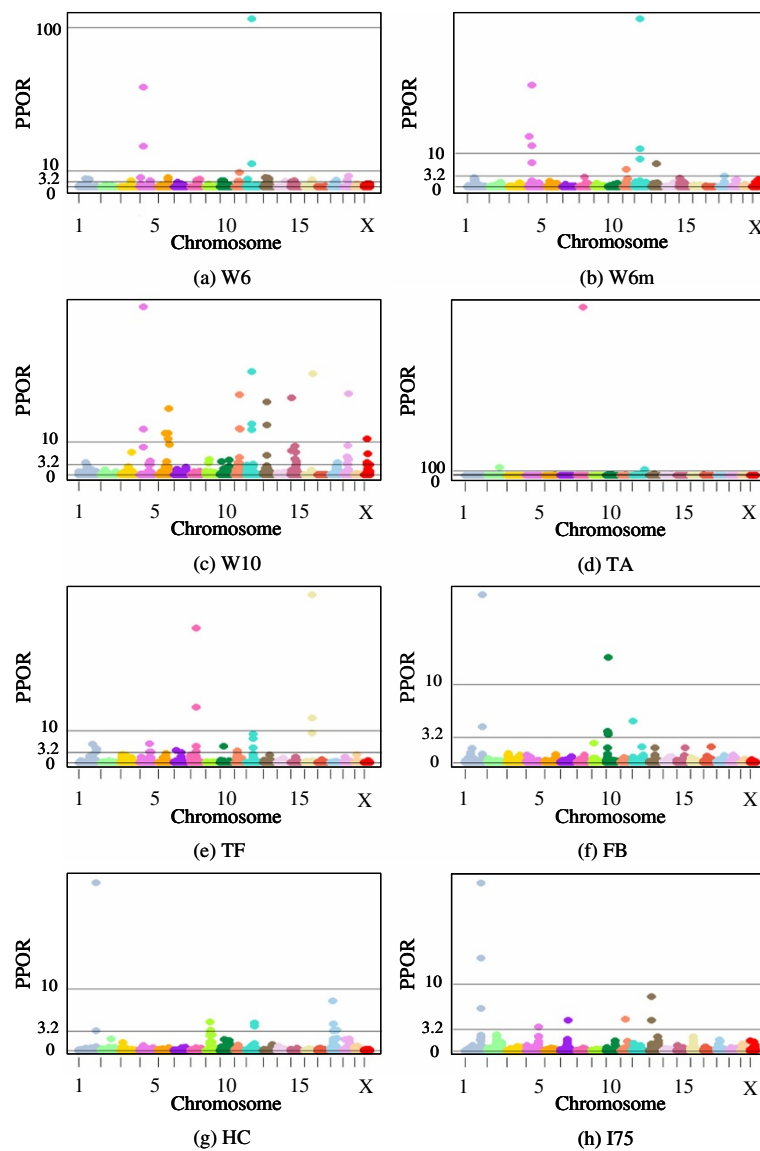 PPOR
100
10
3.2
0
1 5 10 15 X
Chromosome
(a) W6
PPOR
10
3.2
0
1 5 10 15 X
Chromosome
(b) W6m
PPOR
10
3.2
0
1 5 10 15 X
Chromosome
(c) W10
PPOR
100
0
1 5 10 15 X
Chromosome
(d) TA
PPOR
10
3.2
0
1 5 10 15 X
Chromosome
(e) TF
PPOR
10
3.2
0
1 5 10 15 X
Chromosome
(f) FB
PPOR
10
3.2
0
1 5 10 15 X
Chromosome
(g) HC
PPOR
10
3.2
0
1 5 10 15 X
Chromosome
(h) I75